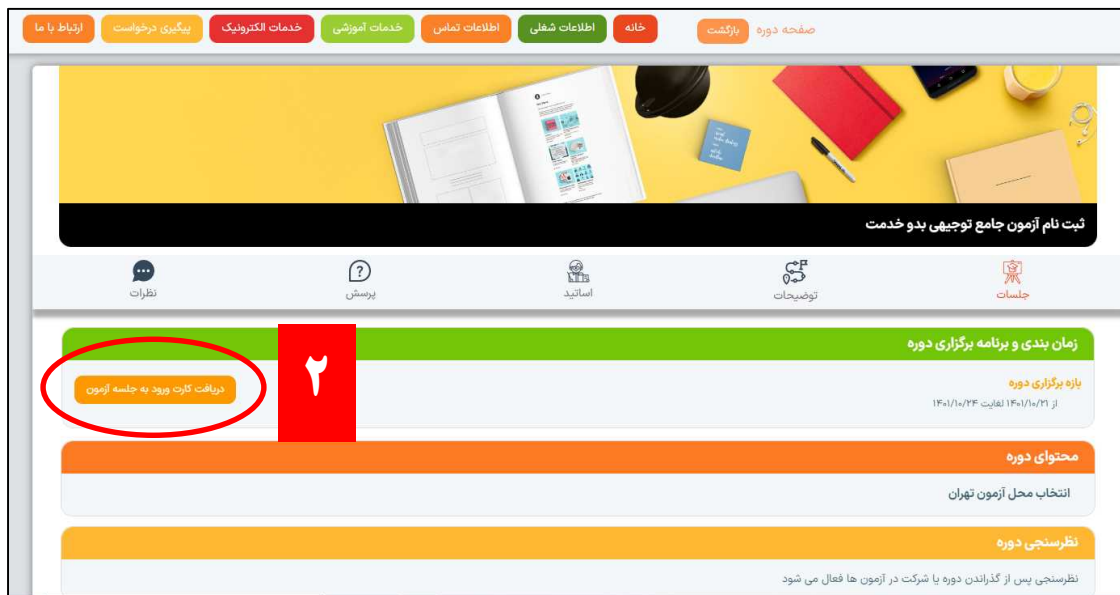 صفحه دوره بازگشت خانه اطلاعات شغلی اطلاعات تماس خدمات آموزشی خدمات الکترونیک پیگیری درخواست ارتباط با ما
ثبت نام آزمون جامع توجیهی بدو خدمت
جلسات توضیحات اساتید پرسش نظرات
زمان بندی و برنامه برگزاری دوره
بازه برگزاری دوره
از ۱۴۰۱/۱۰/۲۱ لغایت ۱۴۰۱/۱۰/۲۴
دریافت کارت ورود به جلسه آزمون
۲
محتوای دوره
انتخاب محل آزمون تهران
نظرسنجی دوره
نظرسنجی پس از گذراندن دوره یا شرکت در آزمون ها فعال می شود